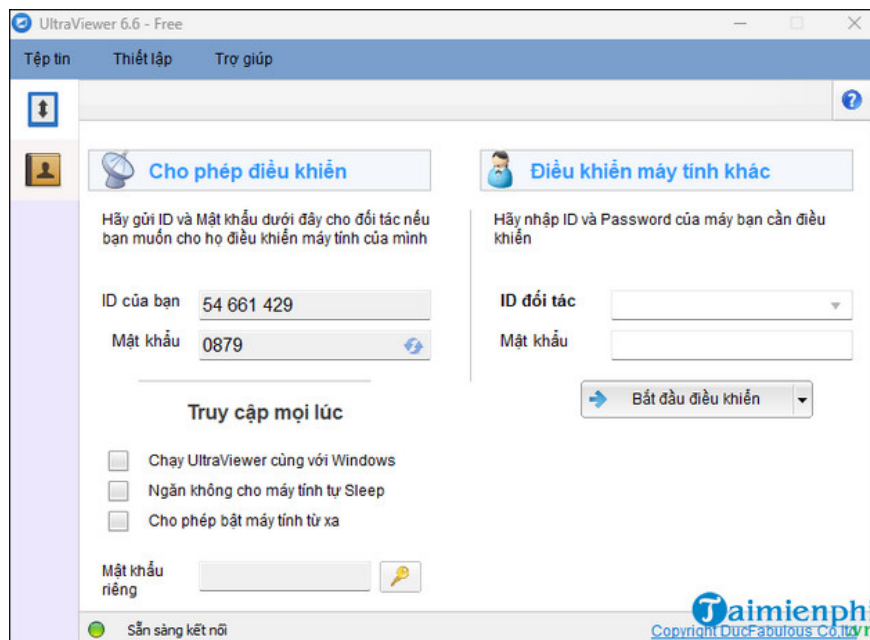 UltraViewer 6.6 - Free
Tệp tin
Thiết lập
Trợ giúp
Cho phép điều khiển
Hãy gửi ID và Mật khẩu dưới đây cho đối tác nếu
bạn muốn cho họ điều khiển máy tính của mình
ID của bạn
54 661 429
Mật khẩu
0879
Truy cập mọi lúc
Chạy UltraViewer cùng với Windows
Ngăn không cho máy tính tự Sleep
Cho phép bật máy tính từ xa
Mật khẩu
riêng
Điều khiển máy tính khác
Hãy nhập ID và Password của máy bạn cần điều
khiển
ID đối tác
Mật khẩu
Bắt đầu điều khiển
Sẵn sàng kết nối
Taimienphi
Copyright DucFabulous Co.ltd